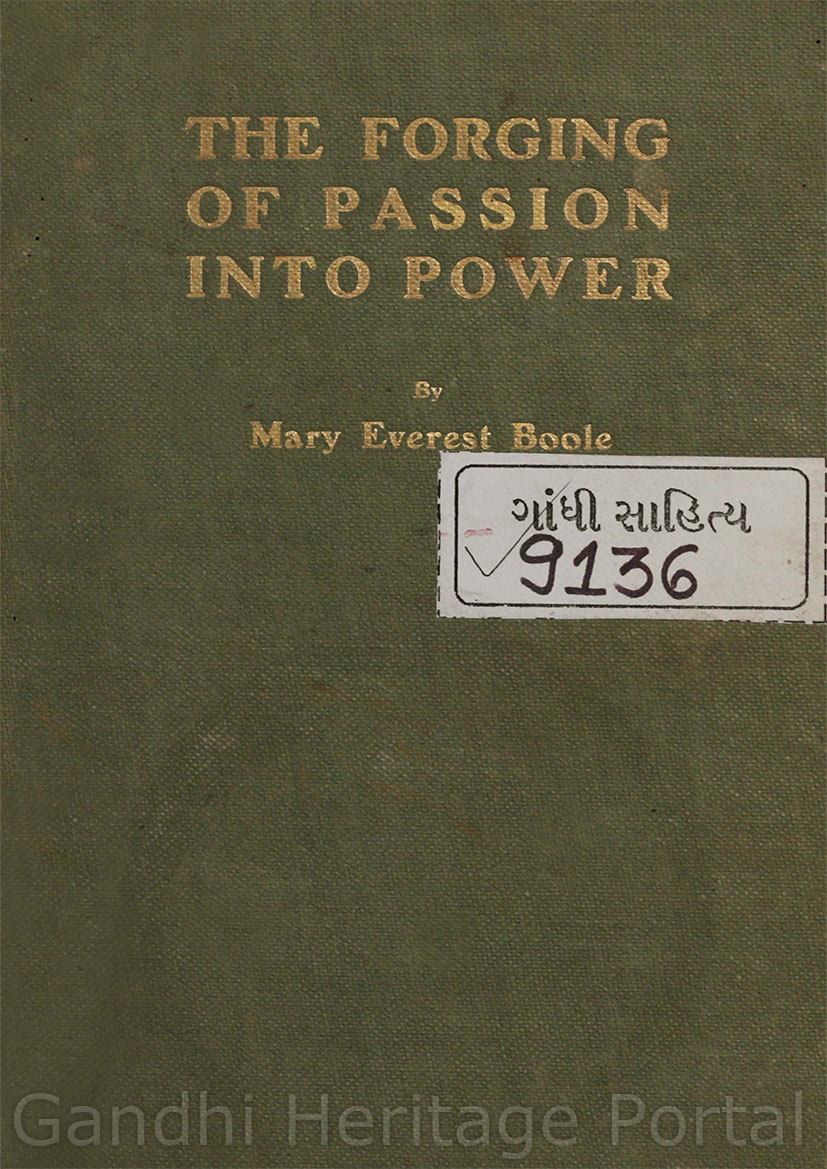 THE FORGING
OF PASSION
INTO POWER
By
Mary Everest Boole
ગાંધી સાહિત્ય
9136
Gandhi Heritage Portal